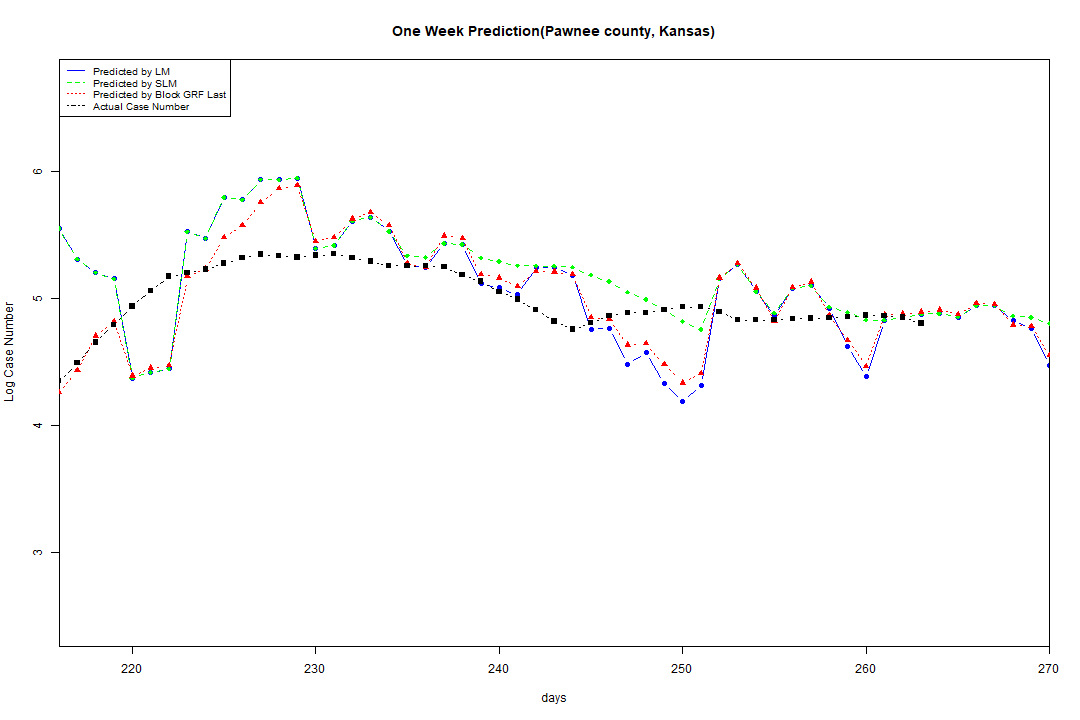 One Week Prediction(Pawnee county, Kansas)
Predicted by LM
Predicted by SLM
Predicted by Block GRF Last
Actual Case Number
6
5
4
3
Log Case Number
220 230 240 250 260 270
days